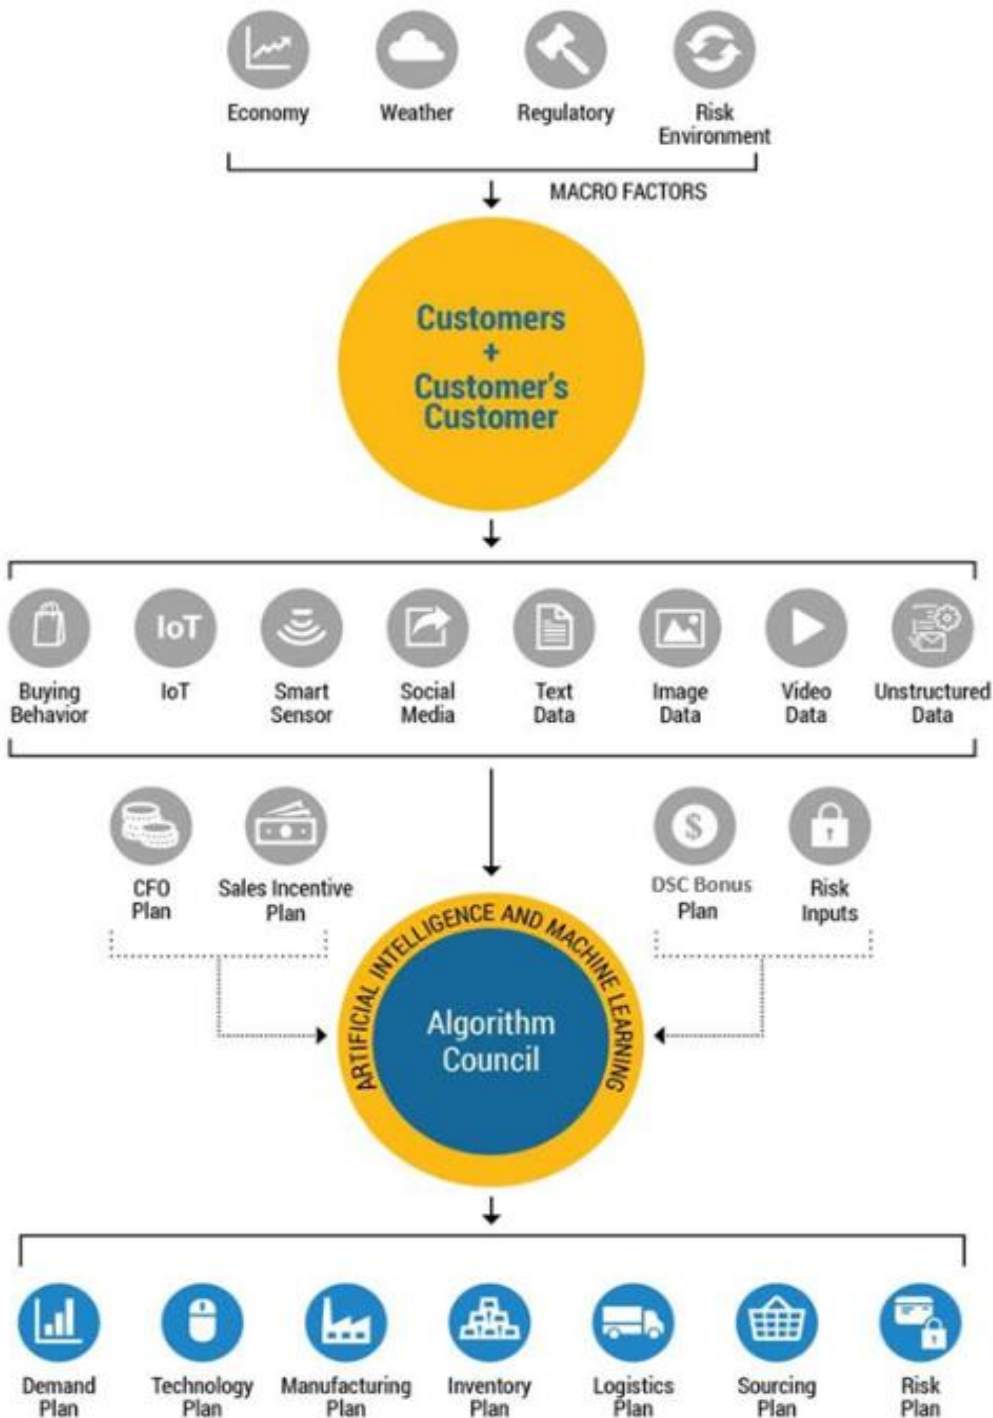 Economy
Weather
Regulatory
Risk
Environment
MACRO FACTORS
Customers
+
Customer's
Customer
IoT
Buying
Behavior
IoT
Smart
Sensor
Social
Media
Text
Data
Image
Data
Video
Data
Unstructured
Data
$
CFO
Plan
Sales Incentive
Plan
DSC Bonus
Plan
Risk
Inputs
ARTIFICIAL INTELLIGENCE AND MACHINE LEARNING
Algorithm
Council
Demand
Plan
Technology
Plan
Manufacturing
Plan
Inventory
Plan
Logistics
Plan
Sourcing
Plan
Risk
Plan